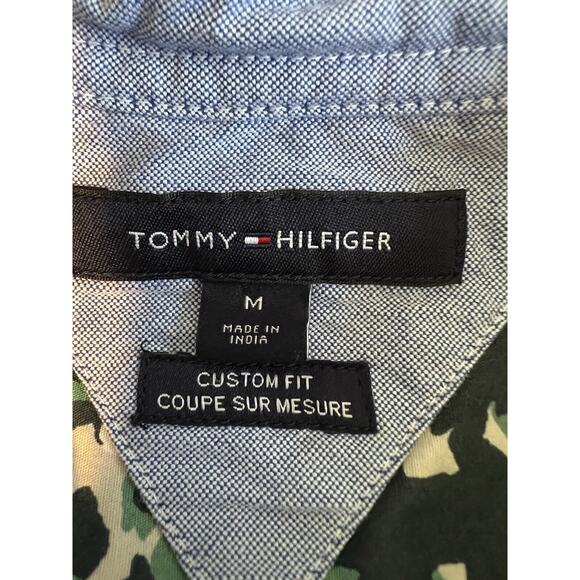 TOMMY HILFIGER
M
MADE IN
INDIA
CUSTOM FIT
COUPE SUR MESURE